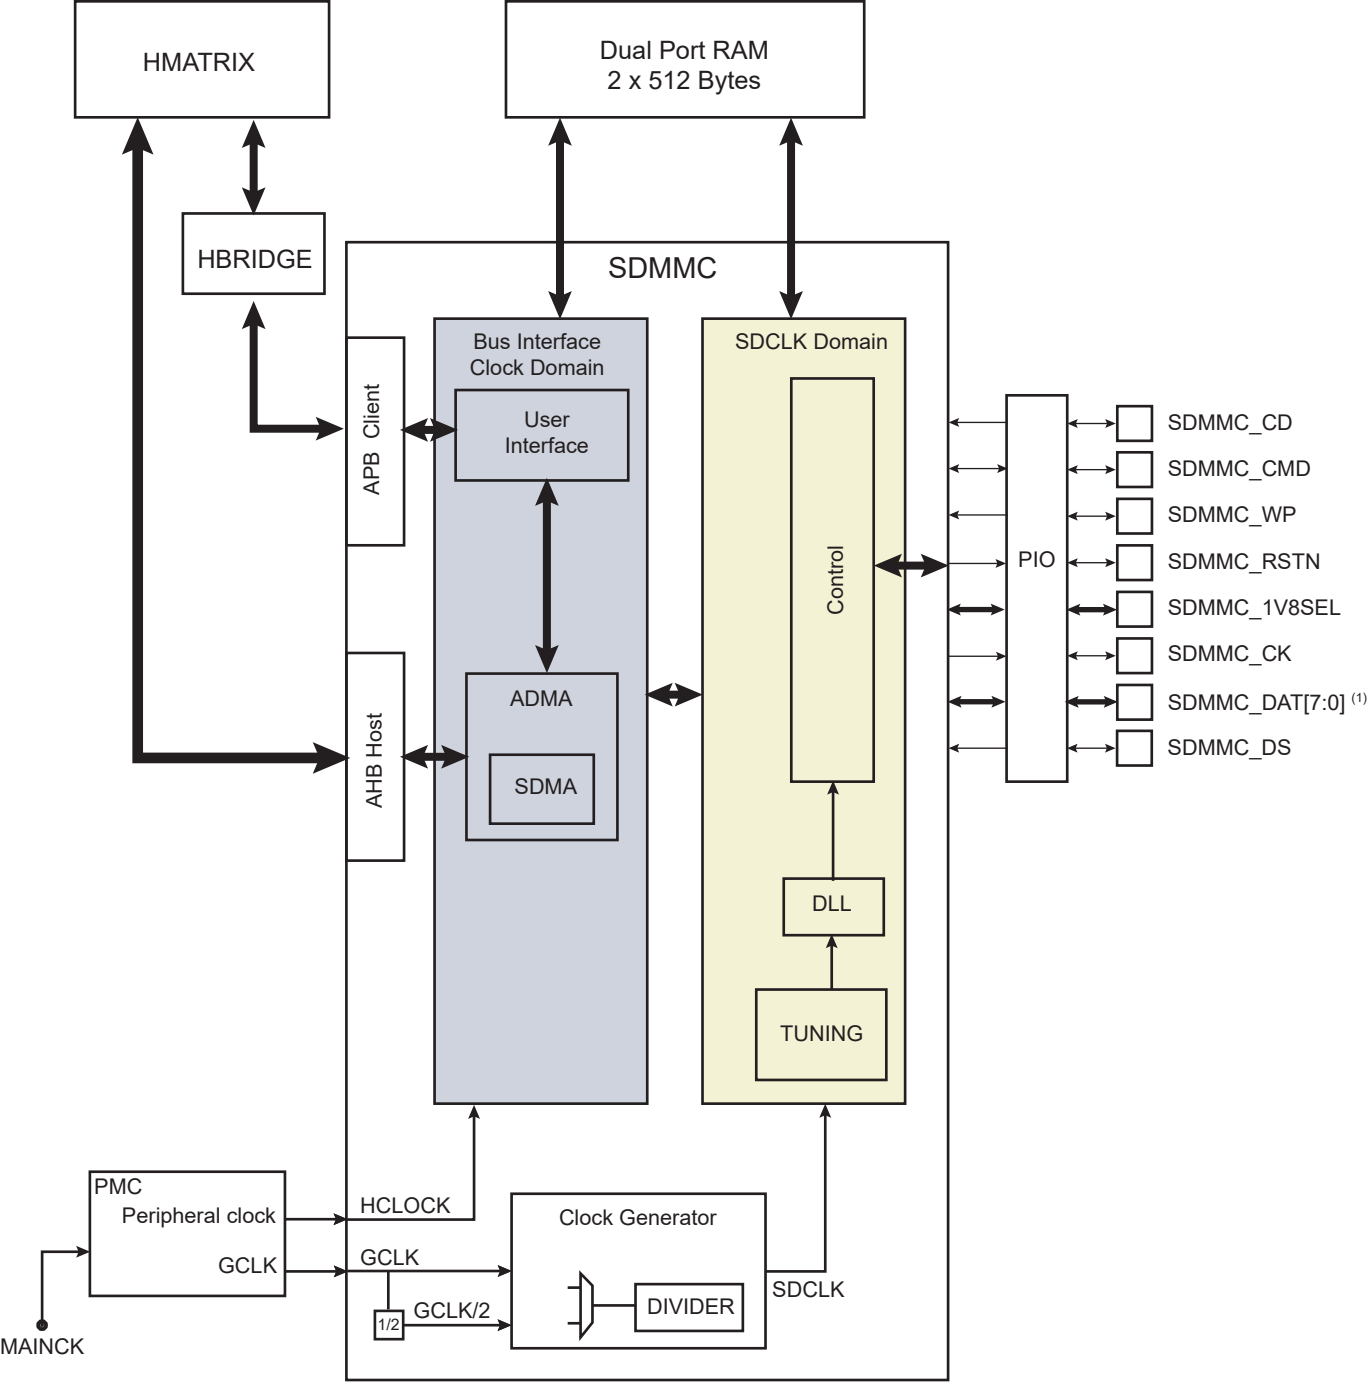 HMATRIX
Dual Port RAM
2 x 512 Bytes
HBRIDGE
SDMMC
Bus Interface
Clock Domain
SDCLK Domain
APB Client
User
Interface
Control
PIO
SDMMC_CD
SDMMC_CMD
SDMMC_WP
SDMMC_RSTN
SDMMC_1V8SEL
SDMMC_CK
SDMMC_DAT[7:0] (1)
SDMMC_DS
AHB Host
ADMA
SDMA
DLL
TUNING
PMC
Peripheral clock
GCLK
HCLOCK
GCLK
1/2
GCLK/2
Clock Generator
DIVIDER
SDCLK
MAINCK